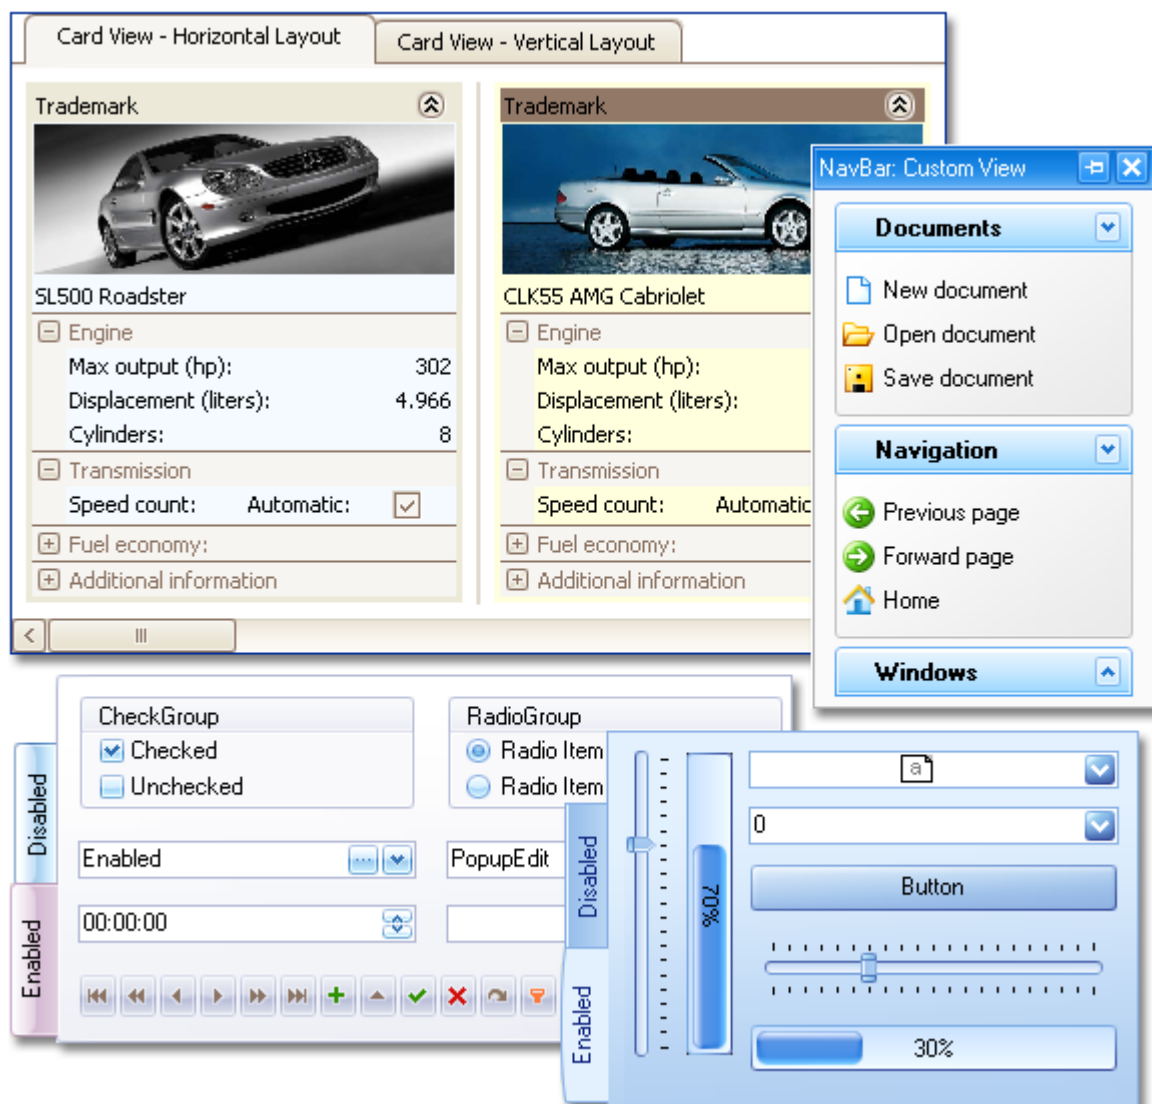 Card View - Horizontal Layout
Card View - Vertical Layout
Trademark
SL500 Roadster
Engine
Max output (hp): 302
Displacement (liters): 4.966
Cylinders: 8
Transmission
Speed count: Automatic:
Fuel economy:
Additional information
Trademark
CLK55 AMG Cabriolet
Engine
Max output (hp):
Displacement (liters):
Cylinders:
Transmission
Speed count: Automatic
Fuel economy:
Additional information
NavBar: Custom View
Documents
New document
Open document
Save document
Navigation
Previous page
Forward page
Home
Windows
Disabled
Enabled
CheckGroup
Checked
Unchecked
RadioGroup
Radio Item
Radio Item
Enabled
PopupEdit
00:00:00
Disabled
Enabled
70%
a
0
Button
30%